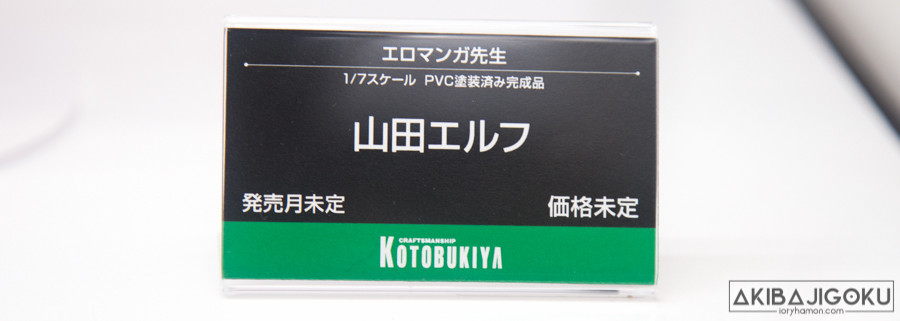 エロマンガ先生
1/7スケール PVC塗装済み完成品
山田エルフ
発売月未定 価格未定
CRAFTSMANSHIP
KOTOBUKIYA
AKIBAJIGOKU
ioryhamon.com